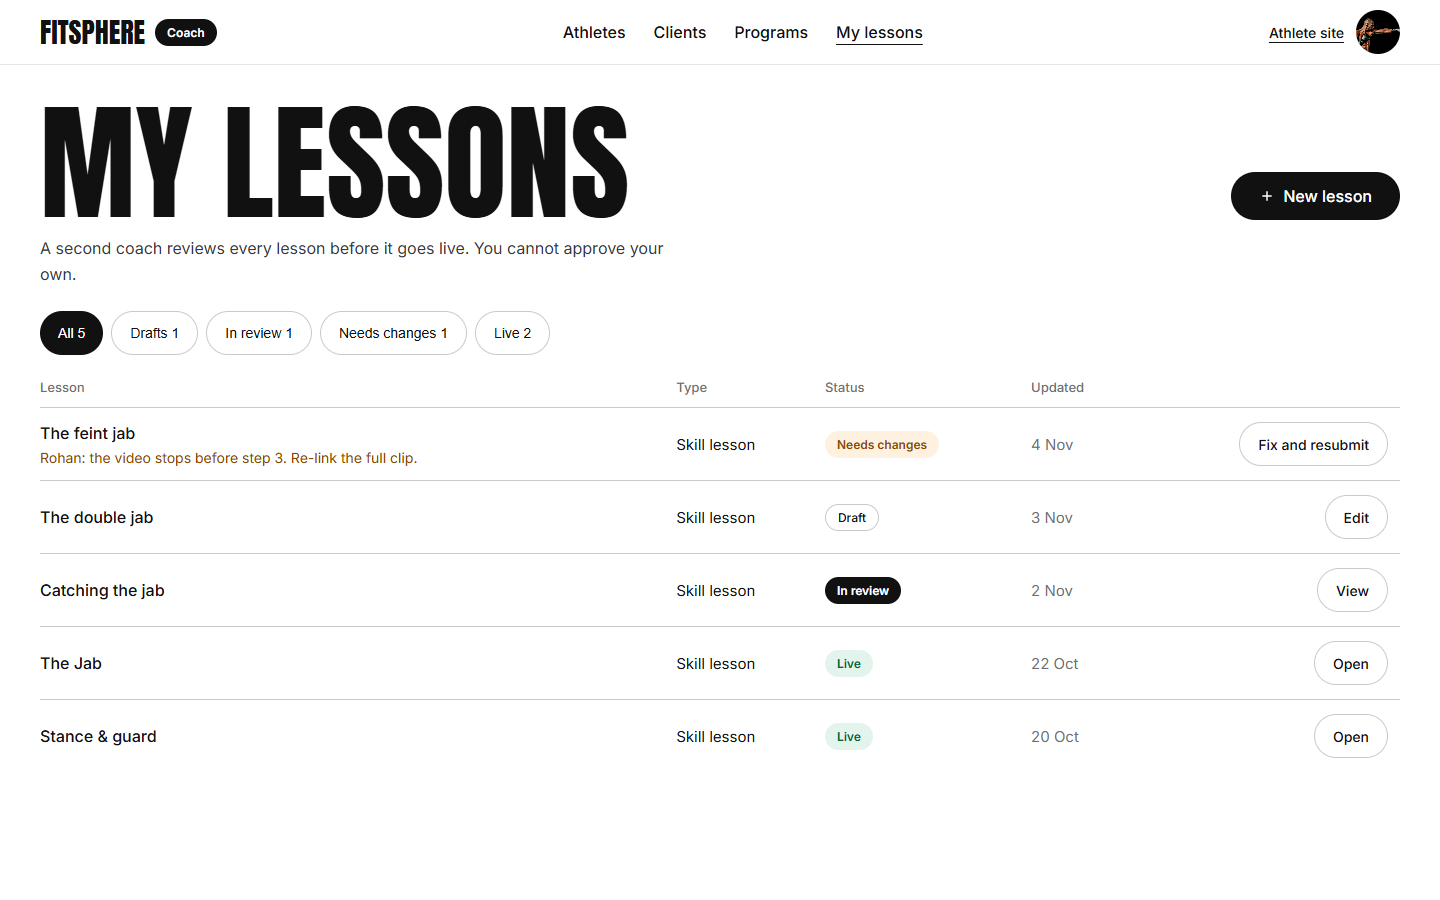 FITSPHERE Coach Athletes Clients Programs My lessons Athlete site
MY LESSONS
+ New lesson
A second coach reviews every lesson before it goes live. You cannot approve your
own.
All 5 Drafts 1 In review 1 Needs changes 1 Live 2
Lesson Type Status Updated
The feint jab
Rohan: the video stops before step 3. Re-link the full clip.
Skill lesson Needs changes 4 Nov Fix and resubmit
The double jab Skill lesson Draft 3 Nov Edit
Catching the jab Skill lesson In review 2 Nov View
The Jab Skill lesson Live 22 Oct Open
Stance & guard Skill lesson Live 20 Oct Open